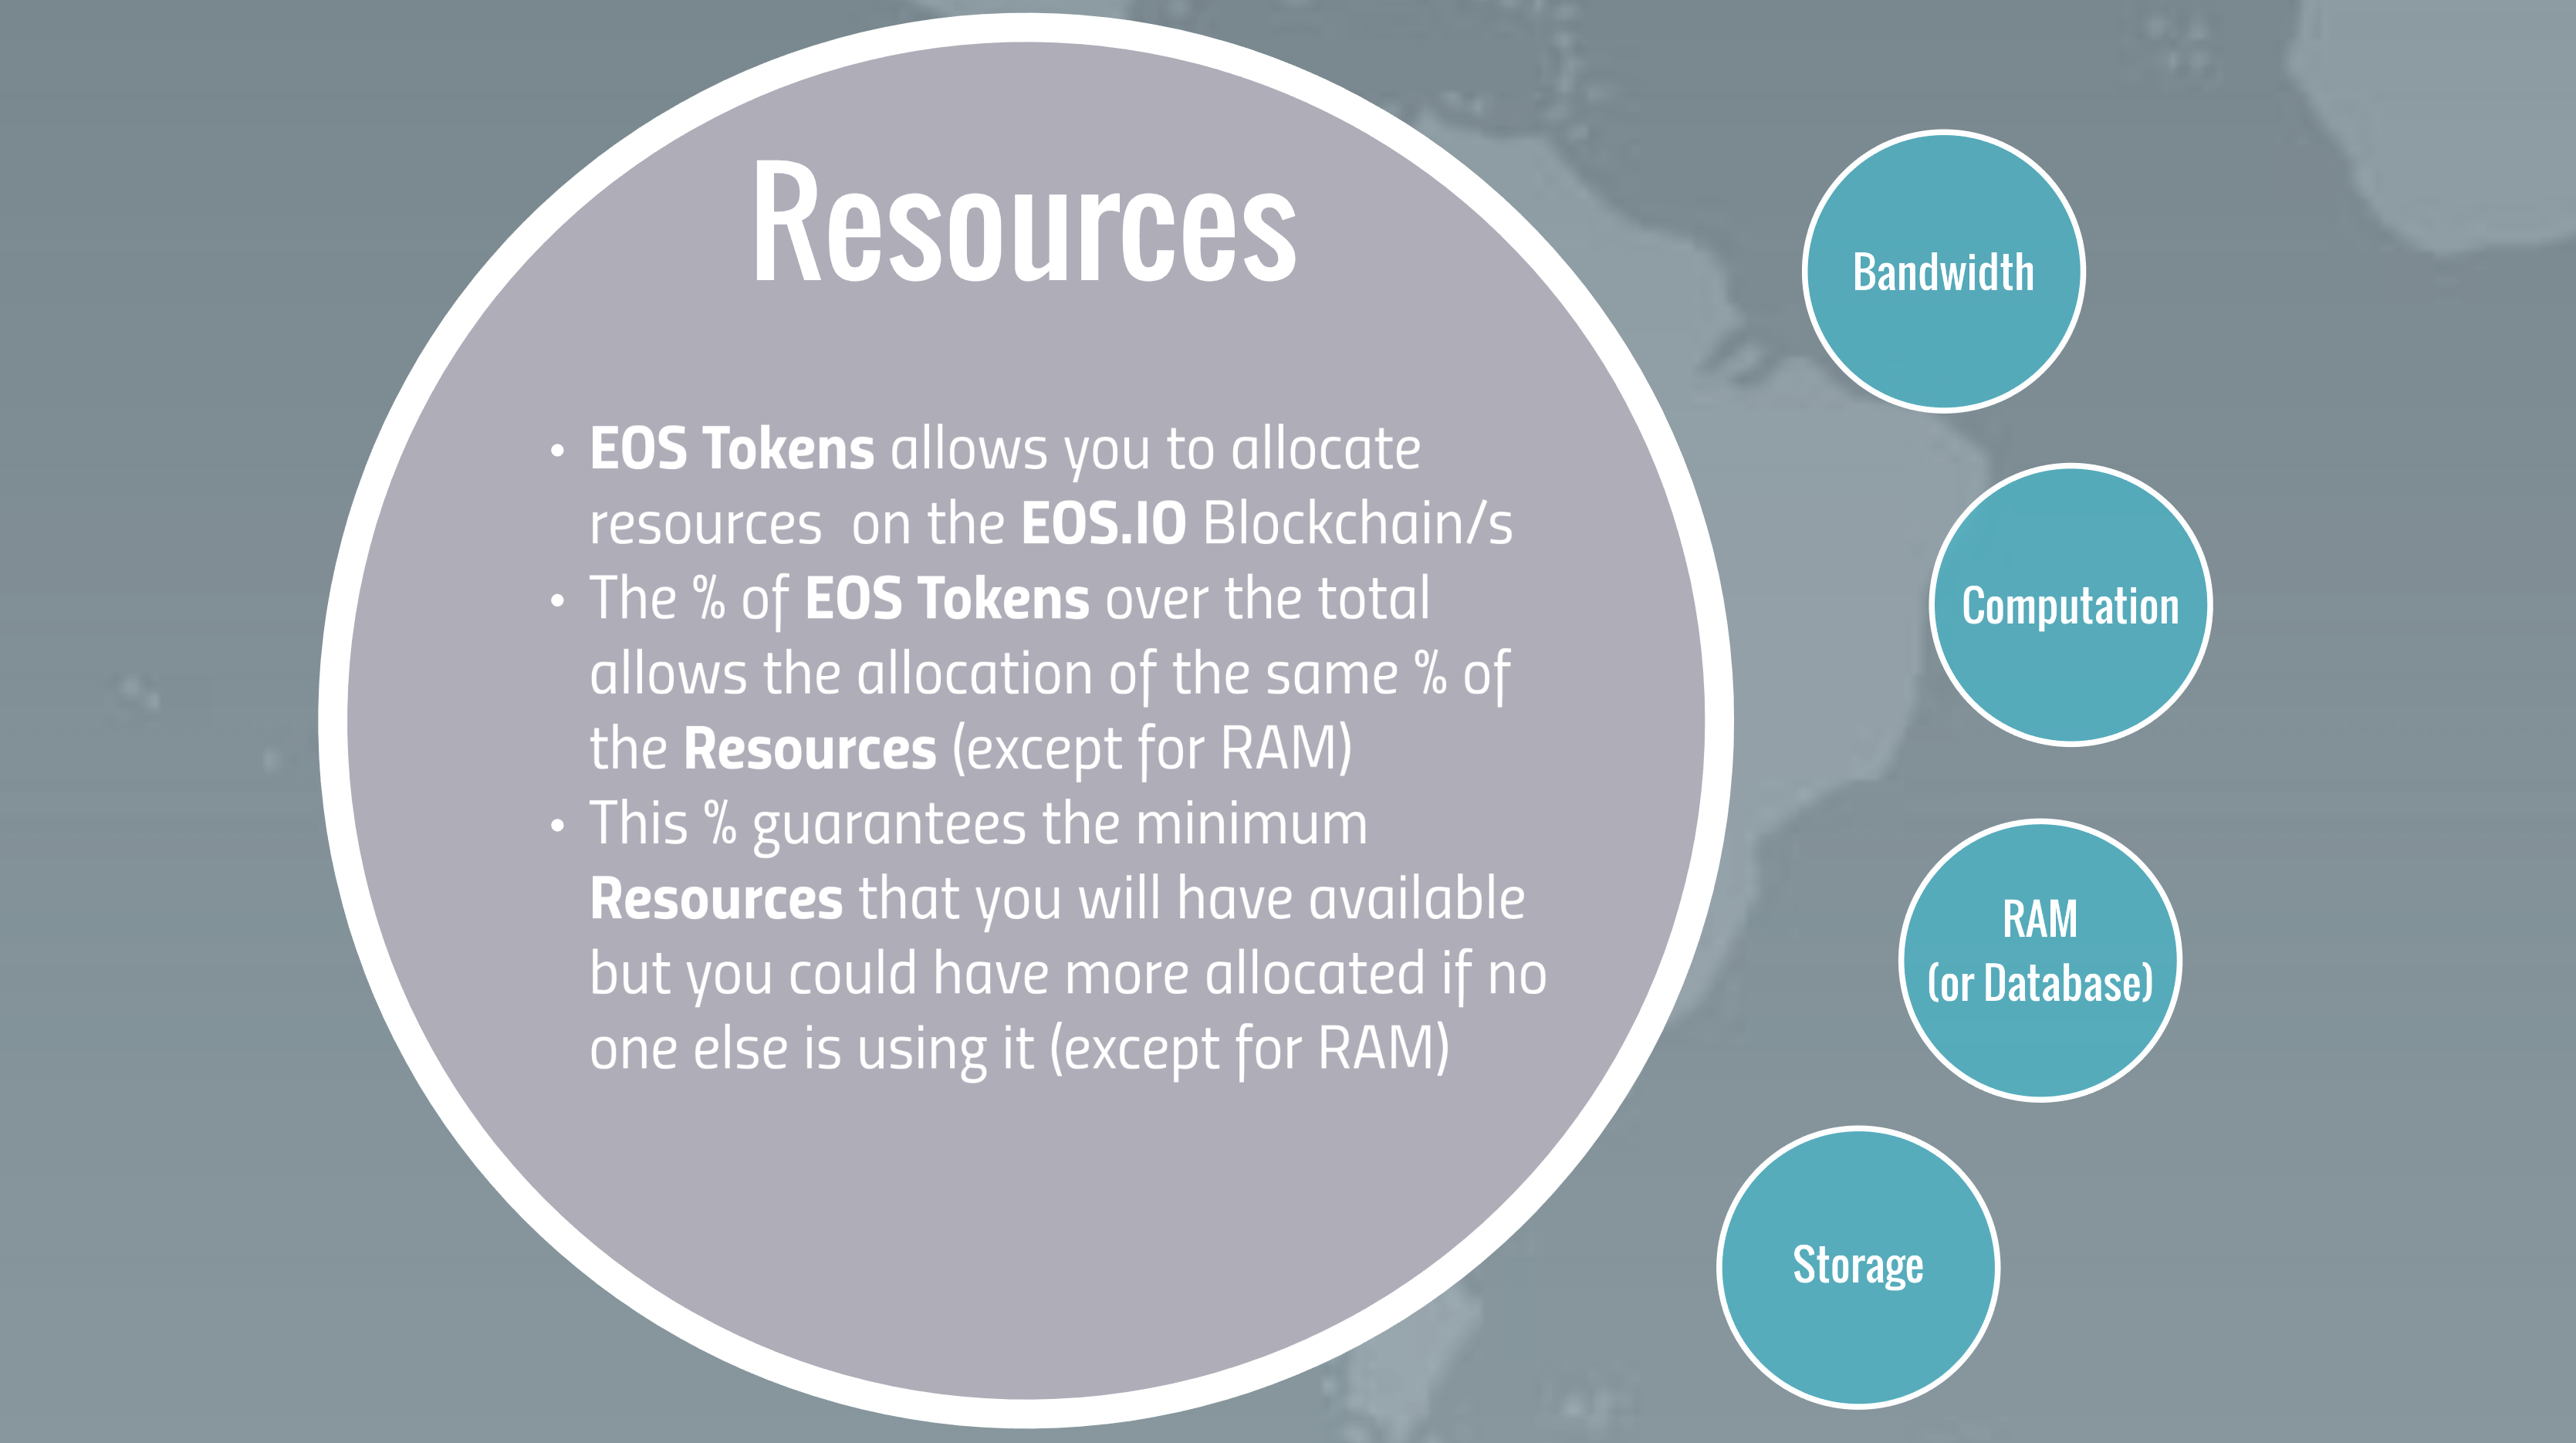 Resources
• EOS Tokens allows you to allocate
resources  on the EOS.IO Blockchain/s
• The % of EOS Tokens over the total
allows the allocation of the same % of
the Resources (except for RAM)
• This % guarantees the minimum
Resources that you will have available
but you could have more allocated if no
one else is using it (except for RAM)
Bandwidth
Computation
RAM
(or Database)
Storage